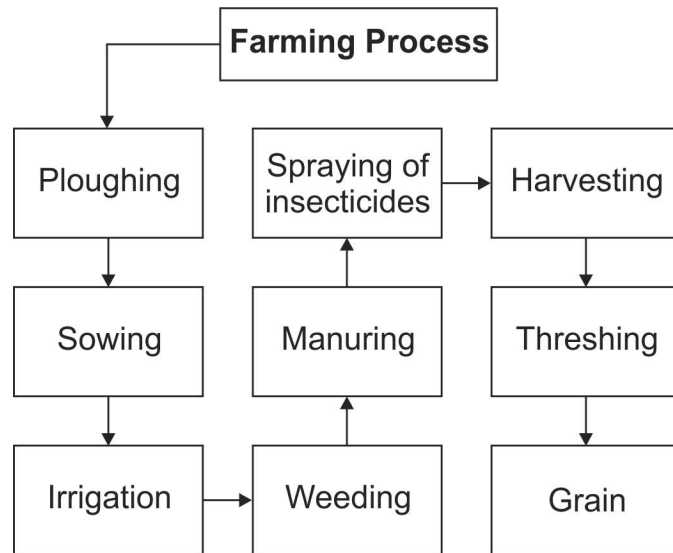 Farming Process
Ploughing
Sowing
Irrigation
Weeding
Manuring
Spraying of
insecticides
Harvesting
Threshing
Grain